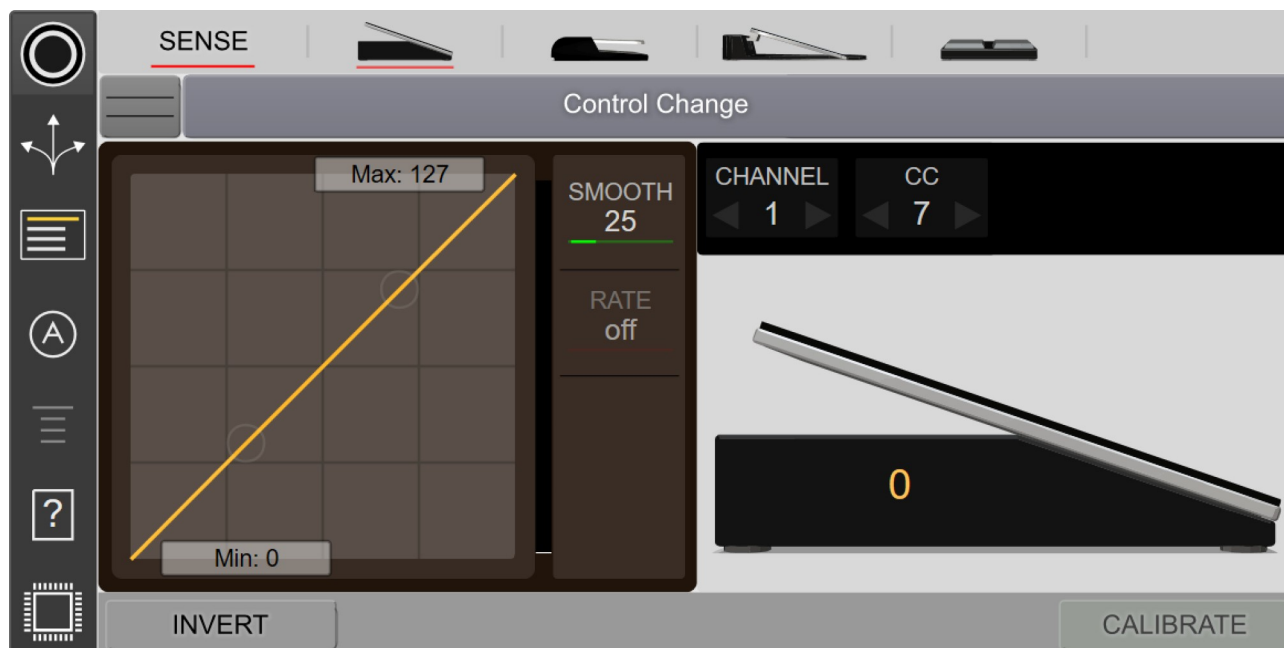 SENSE
Control Change
Max: 127
SMOOTH
25
RATE
off
Min: 0
CHANNEL
1
CC
7
A
0
?
INVERT
CALIBRATE